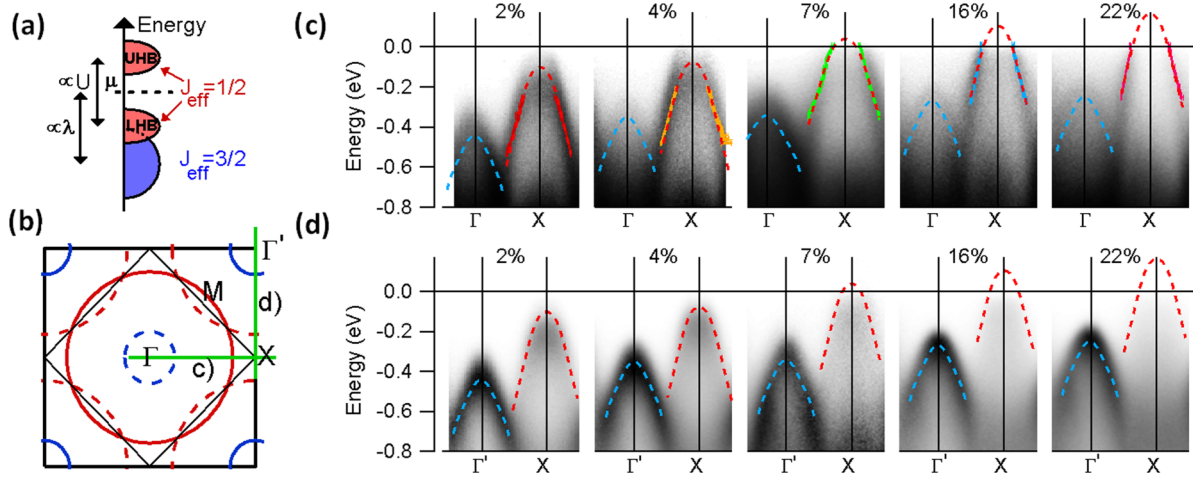 (a)
Energy
UHB
∝U
μ
J eff=1/2
∝λ
LHB
J eff=3/2
(b)
Γ'
M
d)
Γ
c)
X
(c)
2% 4% 7% 16% 22%
Energy (eV)
0.0
-0.2
-0.4
-0.6
-0.8
Γ X Γ X Γ X Γ X Γ X
(d)
2% 4% 7% 16% 22%
Energy (eV)
0.0
-0.2
-0.4
-0.6
-0.8
Γ' X Γ' X Γ' X Γ' X Γ' X